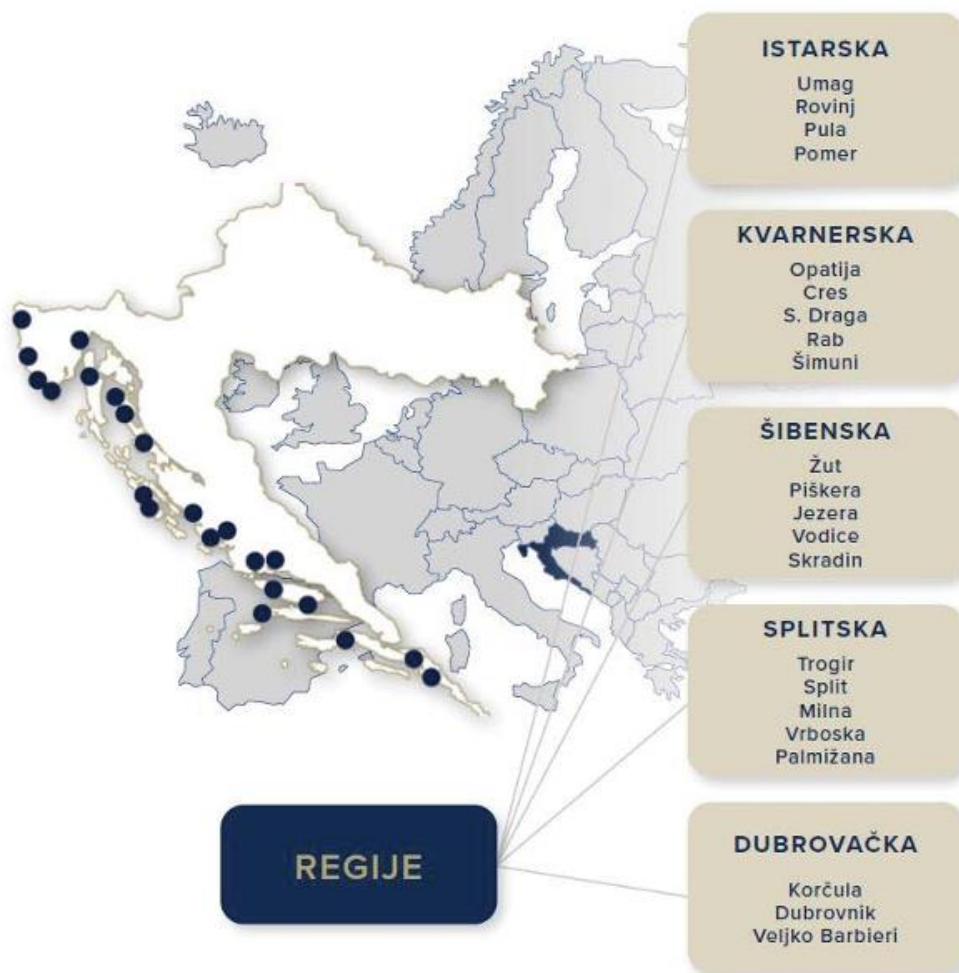 ISTARSKA
Umag
Rovinj
Pula
Pomer
KVARNERSKA
Opatija
Cres
S. Draga
Rab
Šimuni
ŠIBENSKA
Žut
Piškera
Jezera
Vodice
Skradin
SPLITSKA
Trogir
Split
Milna
Vrboska
Palmižana
DUBROVAČKA
Korčula
Dubrovnik
Veljko Barbieri
REGIJE